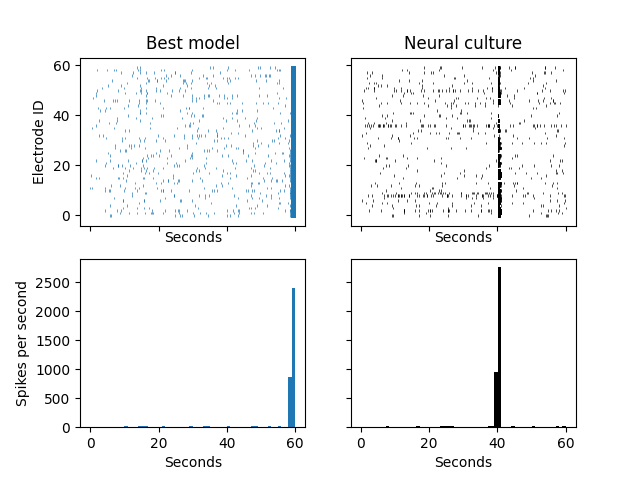 Best model
Neural culture
60
40
20
0
Electrode ID
Seconds
Seconds
2500
2000
1500
1000
500
0
Spikes per second
0 20 40 60
0 20 40 60
Seconds
Seconds